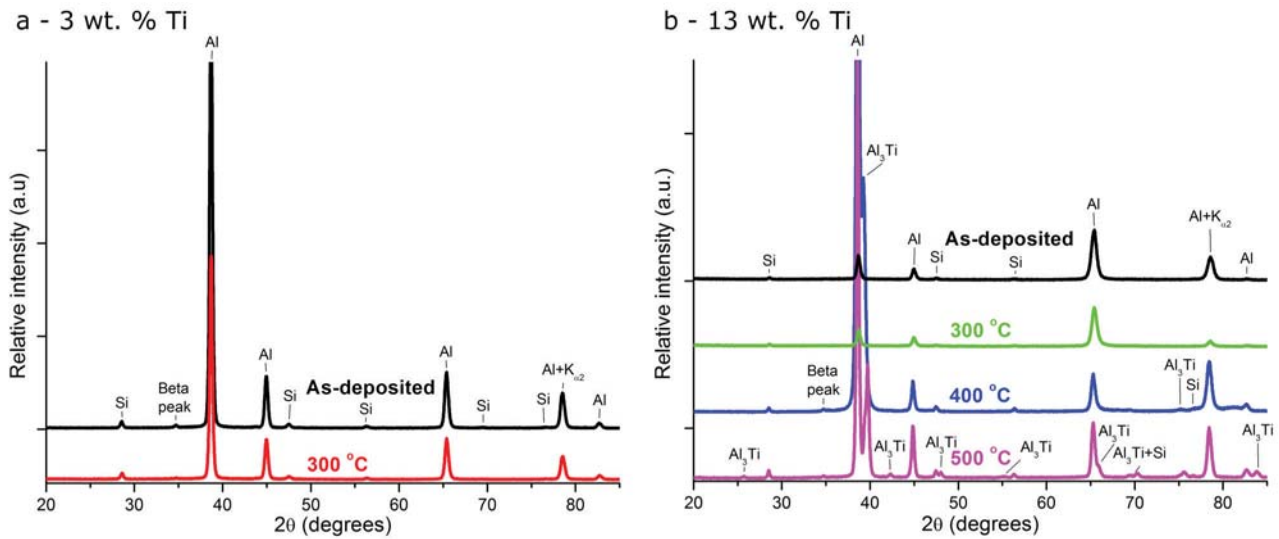 a - 3 wt. % Ti
Al
Relative intensity (a.u)
Si
Beta
peak
Al
Si
As-deposited
Si
Al
Si
Al+Kα2
Si
Al
300 °C
20 30 40 50 60 70 80
2θ (degrees)
b - 13 wt. % Ti
Al
Al3Ti
Relative intensity (a.u.)
Si
Al
Si
As-deposited
Si
Al
Al+Kα2
Al
300 °C
Beta
peak
400 °C
Al3Ti
Si
Al3Ti
Al3Ti
Al3Ti
500 °C
Al3Ti
Al3Ti
Al3Ti+Si
Al3Ti
20 30 40 50 60 70 80
2θ (degrees)